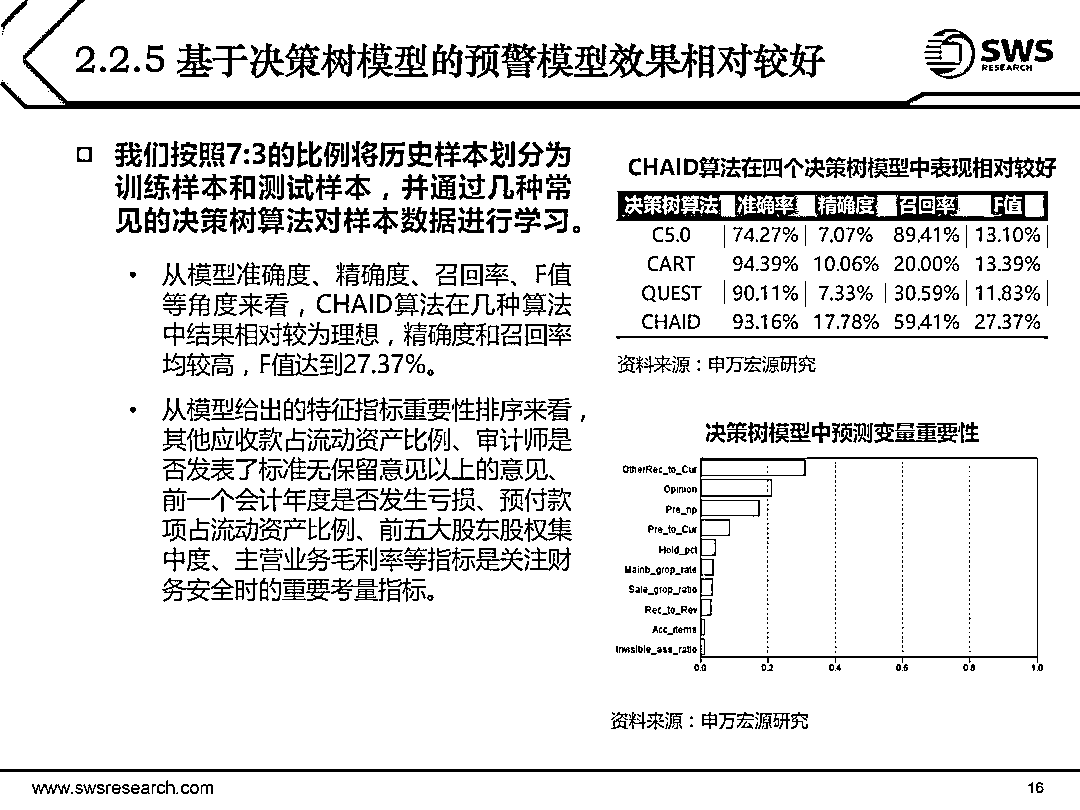 2.2.5 基于决策树模型的预警模型效果相对较好
SWS
RESEARCH
我们按照7:3的比例将历史样本划分为
训练样本和测试样本，并通过几种常
见的决策树算法对样本数据进行学习。
• 从模型准确度、精确度、召回率、F值
等角度来看，CHAID算法在几种算法
中结果相对较为理想，精确度和召回率
均较高，F值达到27.37%。
• 从模型给出的特征指标重要性排序来看，
其他应收款占流动资产比例、审计师是
否发表了标准无保留意见以上的意见、
前一个会计年度是否发生亏损、预付款
项占流动资产比例、前五大股东股权集
中度、主营业务毛利率等指标是关注财
务安全时的重要考量指标。
CHAID算法在四个决策树模型中表现相对较好
决策树算法 准确率 精确度 召回率 F值
C5.0 74.27% 7.07% 89.41% 13.10%
CART 94.39% 10.06% 20.00% 13.39%
QUEST 90.11% 7.33% 30.59% 11.83%
CHAID 93.16% 17.78% 59.41% 27.37%
资料来源：申万宏源研究
决策树模型中预测变量重要性
OtherRec_to_Cur
Opinion
Pre_np
Pre_to_Cur
Hold_pct
Mainb_grop_rate
Sale_grop_ratio
Rec_to_Rev
Acc_items
Invisible_ass_ratio
0.0 0.2 0.4 0.6 0.8 1.0
资料来源：申万宏源研究
www.swsresearch.com
16